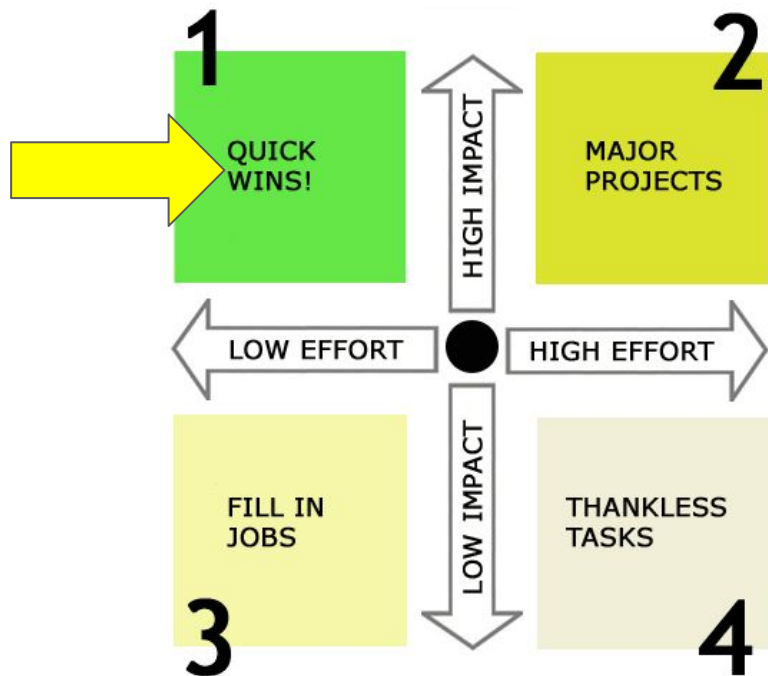 1
2
QUICK
WINS!
MAJOR
PROJECTS
HIGH IMPACT
LOW EFFORT
HIGH EFFORT
LOW IMPACT
FILL IN
JOBS
THANKLESS
TASKS
3
4